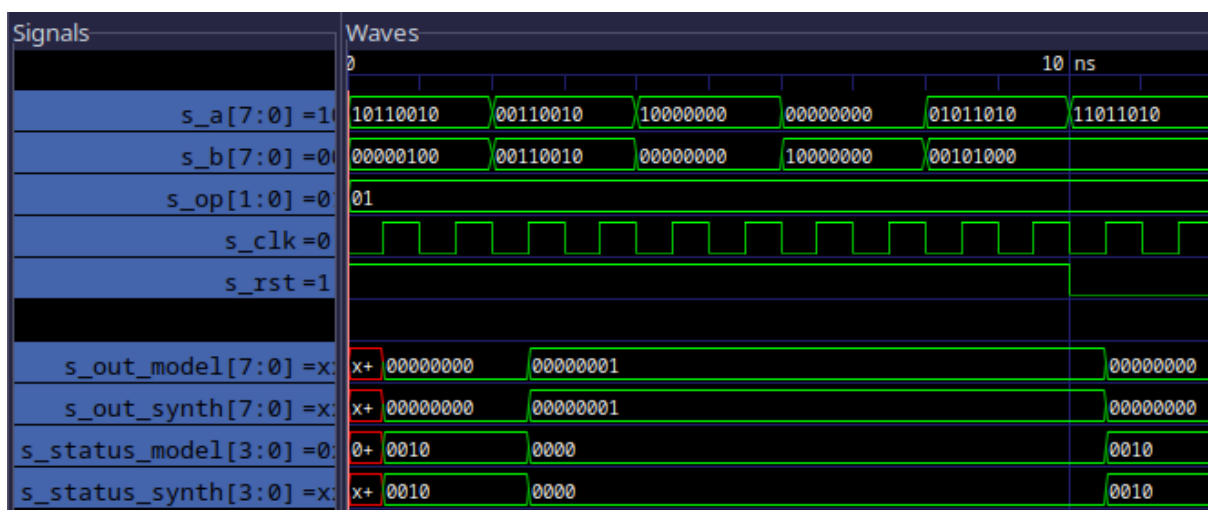 Signals Waves
0 10 ns
s_a[7:0] =1 10110010 00110010 10000000 00000000 01011010 11011010
s_b[7:0] =0 00000100 00110010 00000000 10000000 00101000
s_op[1:0] =0 01
s_clk =0
s_rst =1
s_out_model[7:0] =x x+ 00000000 00000001 00000000
s_out_synth[7:0] =x x+ 00000000 00000001 00000000
s_status_model[3:0] =0 0+ 0010 0000 0010
s_status_synth[3:0] =x x+ 0010 0000 0010